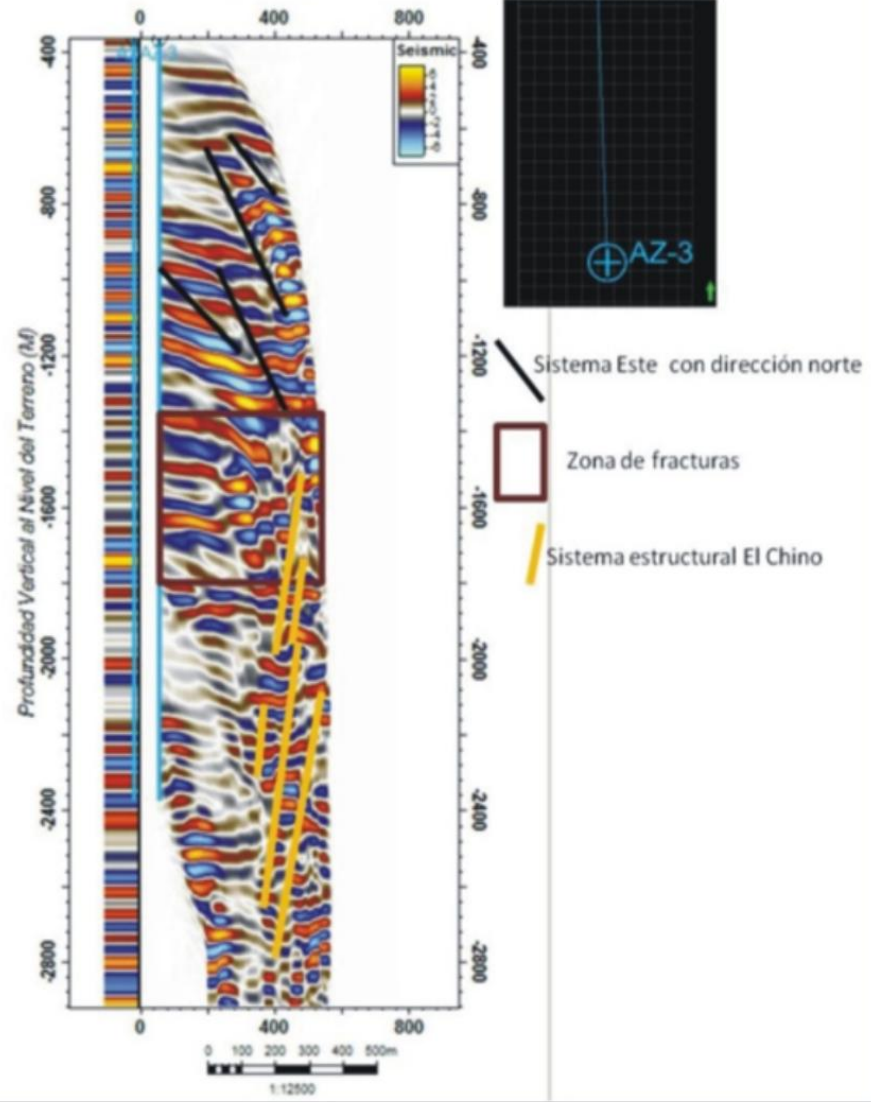 0 400 800
Seismic
-400
-800
-1200
-1600
-2000
-2400
-2800
Profundidad Vertical al Nivel del Terreno (M)
-400
-800
-1200
-1600
-2000
-2400
-2800
0 400 800
0 100 200 300 400 500m
1:12500
AZ-3
Sistema Este con dirección norte
Zona de fracturas
Sistema estructural El Chino